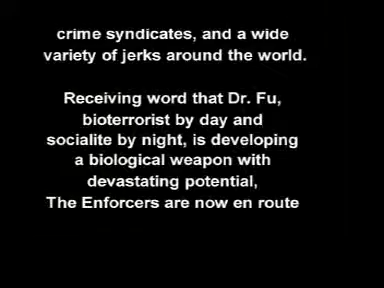 crime syndicates, and a wide
variety of jerks around the world.
Receiving word that Dr. Fu,
bioterrorist by day and
socialite by night, is developing
a biological weapon with
devastating potential,
The Enforcers are now en route